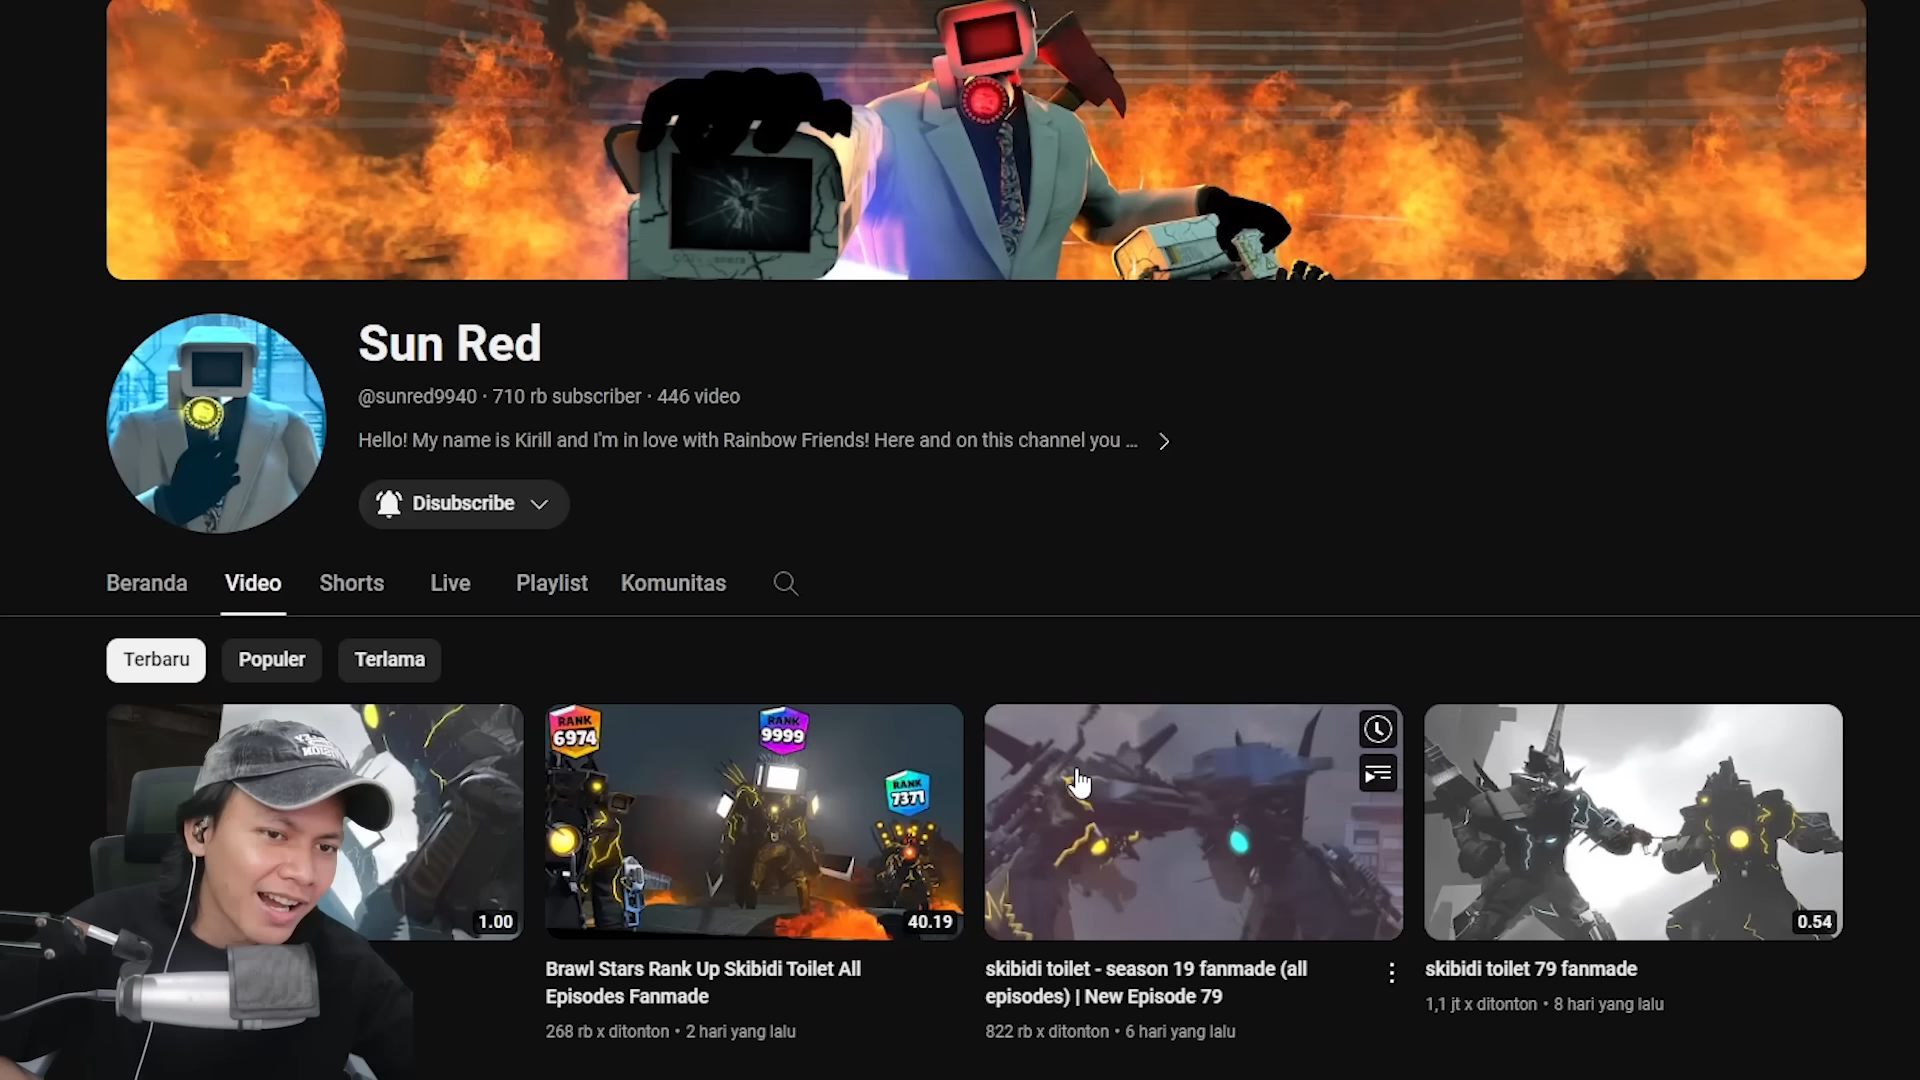 Sun Red
@sunred9940 · 710 rb subscriber · 446 video
Hello! My name is Kirill and I'm in love with Rainbow Friends! Here and on this channel you ...
Disubscribe
Beranda Video Shorts Live Playlist Komunitas
Terbaru Populer Terlama
RANK
6974
RANK
9999
RANK
7371
1.00
40.19
0.54
Brawl Stars Rank Up Skibidi Toilet All
Episodes Fanmade
268 rb x ditonton • 2 hari yang lalu
skibidi toilet - season 19 fanmade (all
episodes) | New Episode 79
822 rb x ditonton • 6 hari yang lalu
skibidi toilet 79 fanmade
1,1 jt x ditonton • 8 hari yang lalu